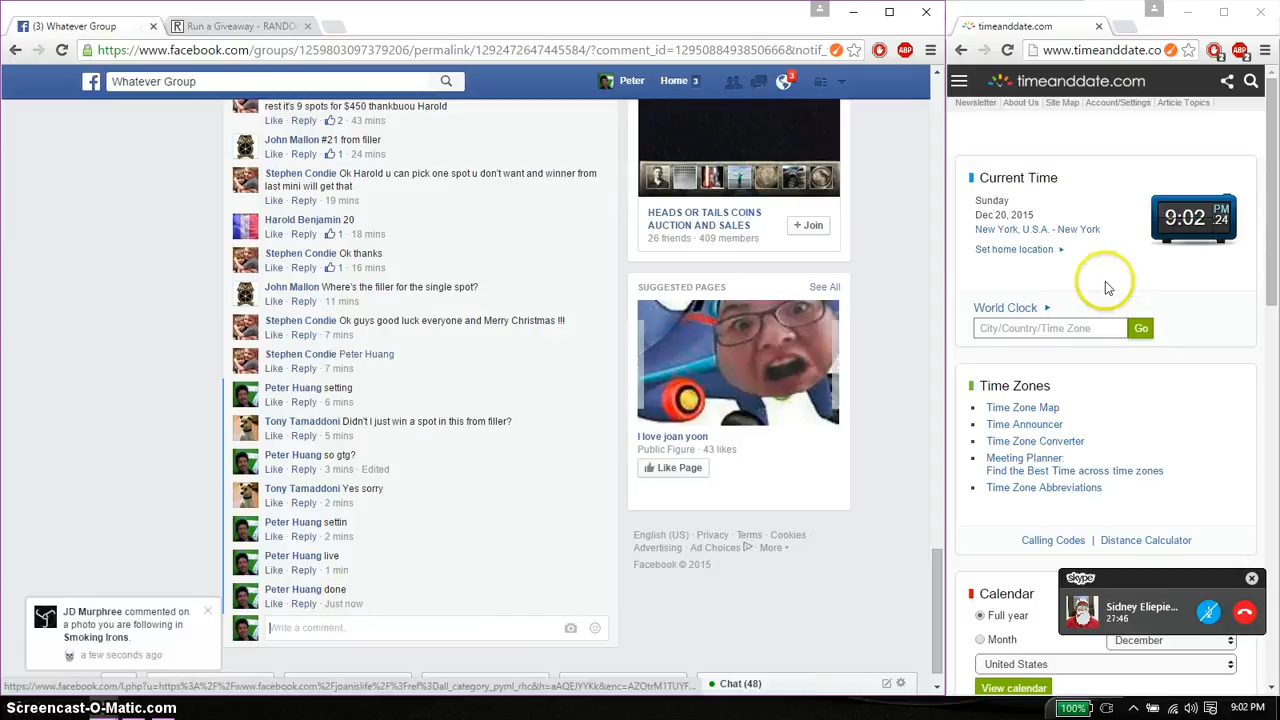 (3) Whatever Group
Run a Giveaway - RANDO
timeanddate.com
https://www.facebook.com/groups/1259803097379206/permalink/1292472647445584/?comment_id=1295088493850666&notif_
www.timeanddate.co
Whatever Group
Peter
Home 3
3
timeanddate.com
Newsletter | About Us | Site Map | Account/Settings | Article Topics |
rest it's 9 spots for $450 thankbuou Harold
Like · Reply · 2 · 43 mins
John Mallon #21 from filler
Like · Reply · 1 · 24 mins
Stephen Condie Ok Harold u can pick one spot u don't want and winner from
last mini will get that
Like · Reply · 19 mins
Harold Benjamin 20
Like · Reply · 1 · 18 mins
Stephen Condie Ok thanks
Like · Reply · 1 · 16 mins
John Mallon Where's the filler for the single spot?
Like · Reply · 11 mins
Stephen Condie Ok guys good luck everyone and Merry Christmas !!!
Like · Reply · 7 mins
Stephen Condie Peter Huang
Like · Reply · 7 mins
Peter Huang setting
Like · Reply · 6 mins
Tony Tamaddoni Didn't I just win a spot in this from filler?
Like · Reply · 5 mins
Peter Huang so gtg?
Like · Reply · 3 mins · Edited
Tony Tamaddoni Yes sorry
Like · Reply · 2 mins
Peter Huang settin
Like · Reply · 2 mins
Peter Huang live
Like · Reply · 1 min
Peter Huang done
Like · Reply · Just now
Write a comment..
HEADS OR TAILS COINS
AUCTION AND SALES
26 friends · 409 members
+ Join
SUGGESTED PAGES
See All
I love joan yoon
Public Figure · 43 likes
Like Page
English (US) · Privacy · Terms · Cookies ·
Advertising · Ad Choices · More
Facebook © 2015
JD Murphree commented on
a photo you are following in
Smoking Irons.
a few seconds ago
Chat (48)
Current Time
Sunday
Dec 20, 2015
New York, U.S.A. - New York
Set home location
9:02 PM 24
World Clock
City/Country/Time Zone
Go
Time Zones
Time Zone Map
Time Announcer
Time Zone Converter
Meeting Planner:
Find the Best Time across time zones
Time Zone Abbreviations
Calling Codes | Distance Calculator
Calendar
Full year
Month
December
United States
View calendar
skype
Sidney Eliepie...
27:46
ABP
ABP
2
2
Screencast-O-Matic.com
100%
9:02 PM